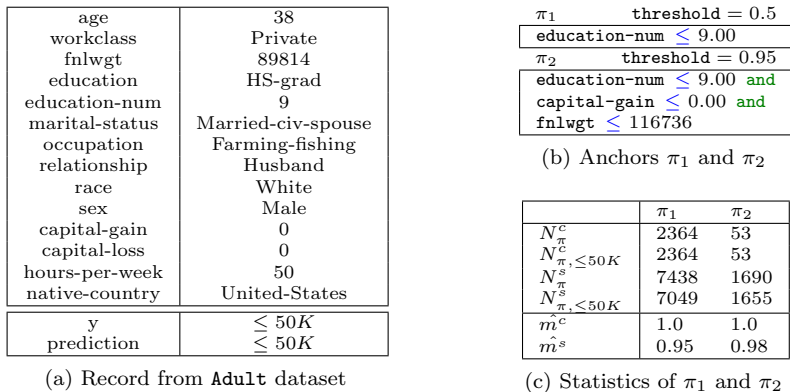 age 38
workclass Private
fnlwgt 89814
education HS-grad
education-num 9
marital-status Married-civ-spouse
occupation Farming-fishing
relationship Husband
race White
sex Male
capital-gain 0
capital-loss 0
hours-per-week 50
native-country United-States
y ≤ 50K
prediction ≤ 50K
(a) Record from Adult dataset
π₁ threshold = 0.5
education-num ≤ 9.00
π₂ threshold = 0.95
education-num ≤ 9.00 and
capital-gain ≤ 0.00 and
fnlwgt ≤ 116736
(b) Anchors π₁ and π₂
π₁ π₂
N^c_π 2364 53
N^c_{π,≤50K} 2364 53
N^s_π 7438 1690
N^s_{π,≤50K} 7049 1655
m̂^c 1.0 1.0
m̂^s 0.95 0.98
(c) Statistics of π₁ and π₂